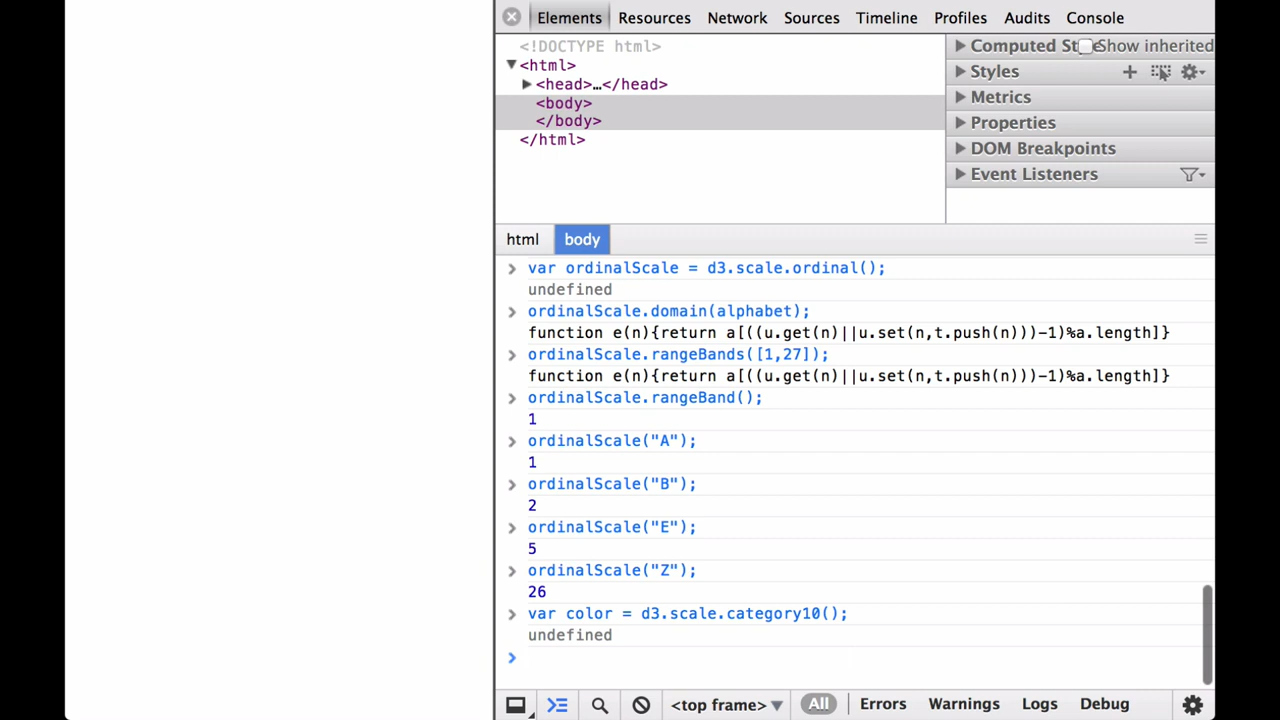 Elements Resources Network Sources Timeline Profiles Audits Console
<!DOCTYPE html>
<html>
<head>…</head>
<body>
</body>
</html>
Computed Style Show inherited
Styles
Metrics
Properties
DOM Breakpoints
Event Listeners
html body
var ordinalScale = d3.scale.ordinal();
undefined
ordinalScale.domain(alphabet);
function e(n){return a[((u.get(n)||u.set(n,t.push(n)))-1)%a.length]}
ordinalScale.rangeBands([1,27]);
function e(n){return a[((u.get(n)||u.set(n,t.push(n)))-1)%a.length]}
ordinalScale.rangeBand();
1
ordinalScale("A");
1
ordinalScale("B");
2
ordinalScale("E");
5
ordinalScale("Z");
26
var color = d3.scale.category10();
undefined
<top frame> All Errors Warnings Logs Debug